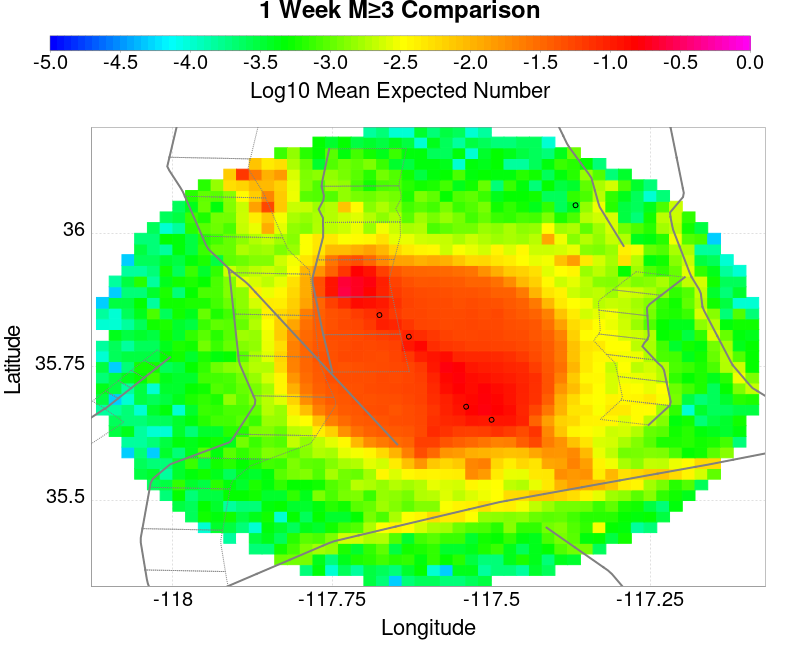 1 Week M≥3 Comparison
-5.0 -4.5 -4.0 -3.5 -3.0 -2.5 -2.0 -1.5 -1.0 -0.5 0.0
Log10 Mean Expected Number
36
35.75
35.5
Latitude
-118 -117.75 -117.5 -117.25
Longitude